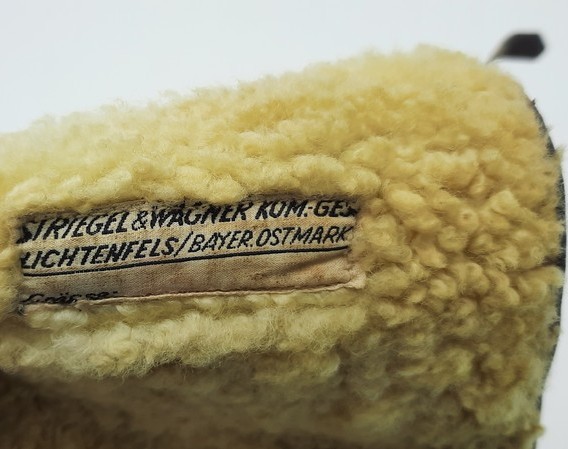 STRIEGEL & WAGNER KOM.-GES.
LICHTENFELS/BAYER.OSTMARK